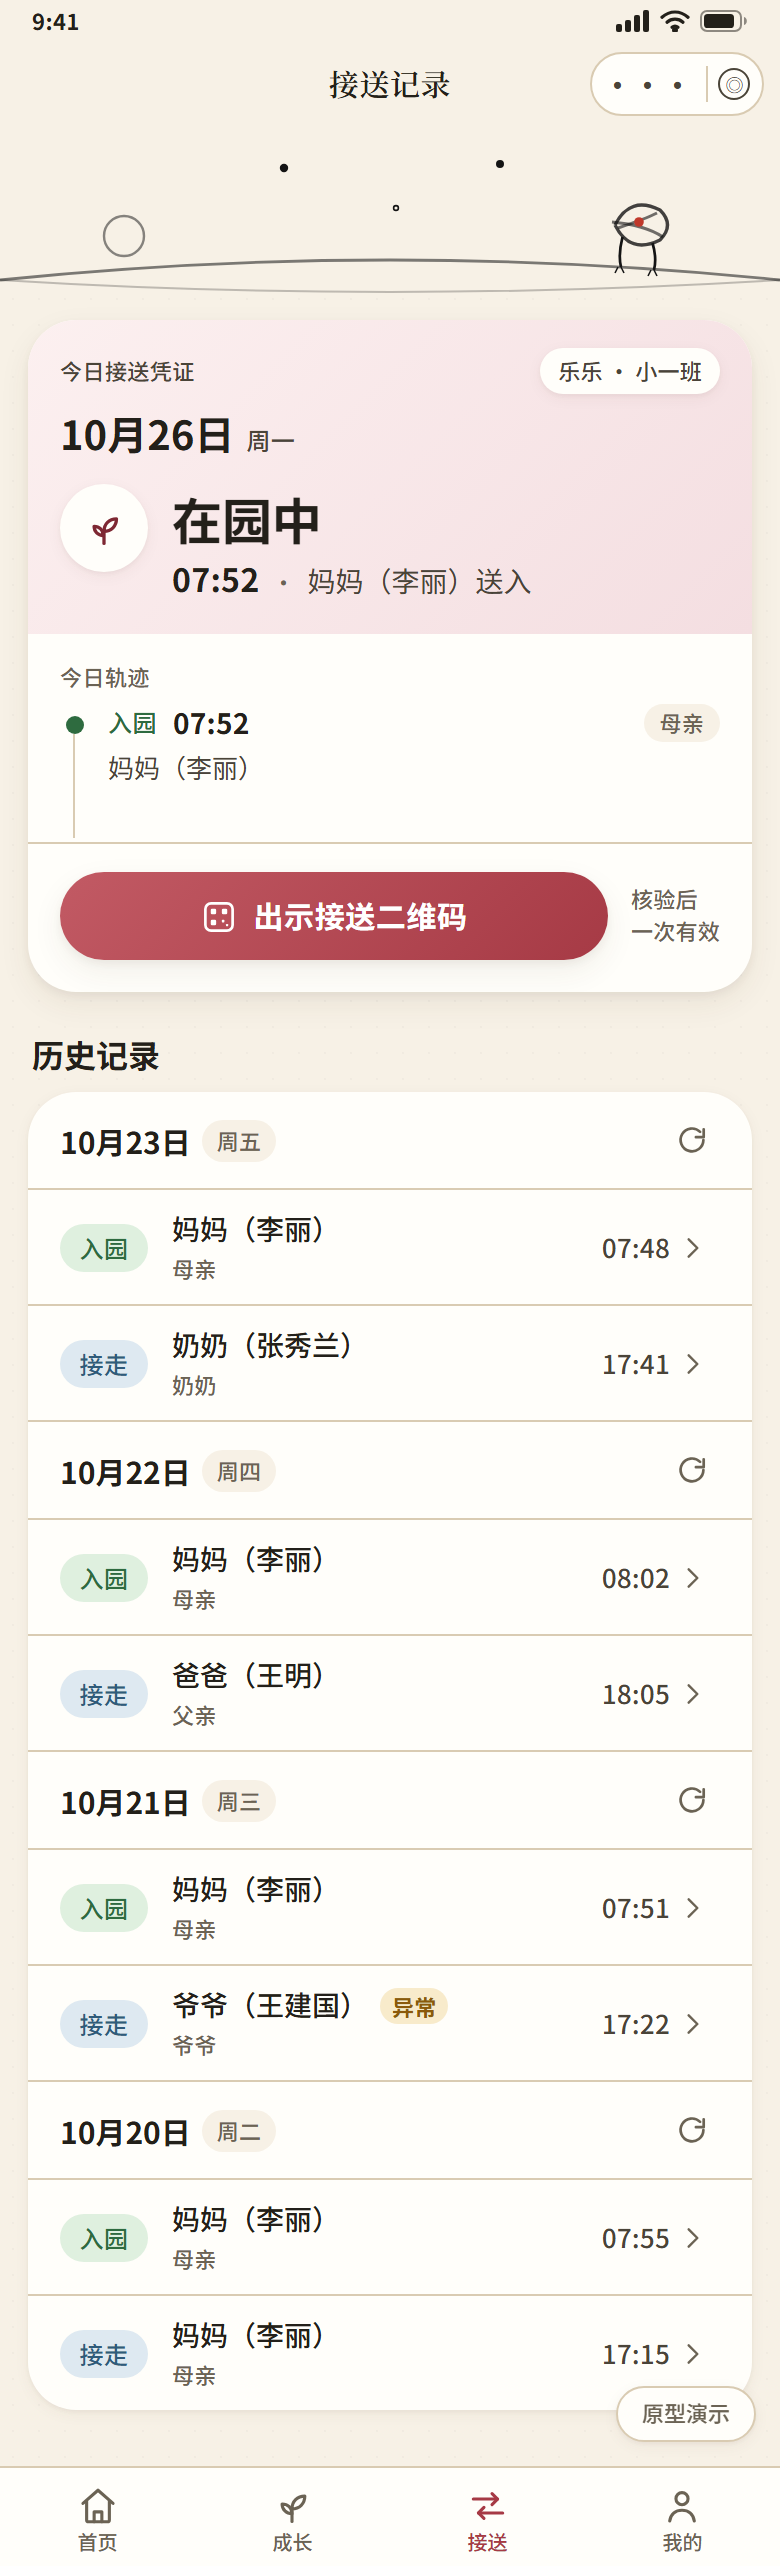 9:41
接送记录
今日接送凭证
乐乐 · 小一班
10月26日 周一
在园中
07:52 · 妈妈（李丽）送入
今日轨迹
入园 07:52 母亲
妈妈（李丽）
出示接送二维码
核验后
一次有效
历史记录
10月23日 周五
入园 妈妈（李丽） 07:48
母亲
接走 奶奶（张秀兰） 17:41
奶奶
10月22日 周四
入园 妈妈（李丽） 08:02
母亲
接走 爸爸（王明） 18:05
父亲
10月21日 周三
入园 妈妈（李丽） 07:51
母亲
接走 爷爷（王建国） 异常 17:22
爷爷
10月20日 周二
入园 妈妈（李丽） 07:55
母亲
接走 妈妈（李丽） 17:15
母亲
原型演示
首页 成长 接送 我的